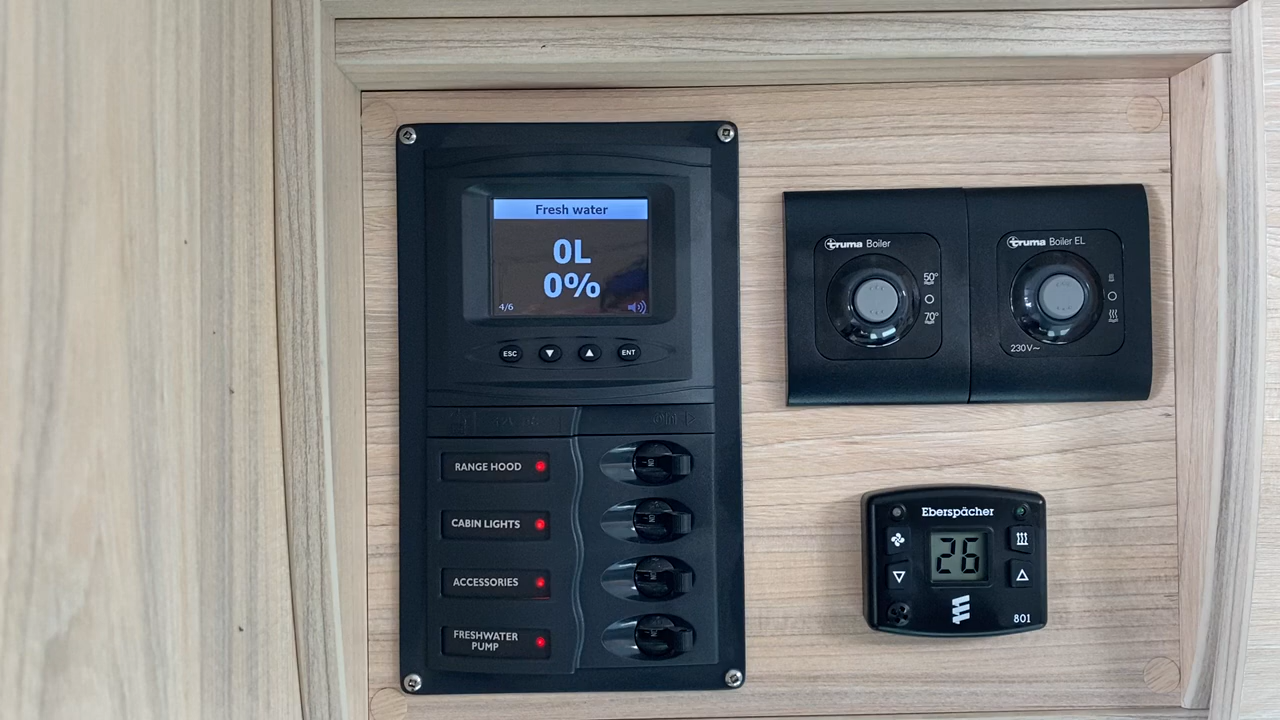 Fresh water
0L
0%
4/6
ESC
ENT
RANGE HOOD
CABIN LIGHTS
ACCESSORIES
FRESHWATER
PUMP
truma Boiler
50°
70°
truma Boiler EL
230V~
Eberspächer
26
801